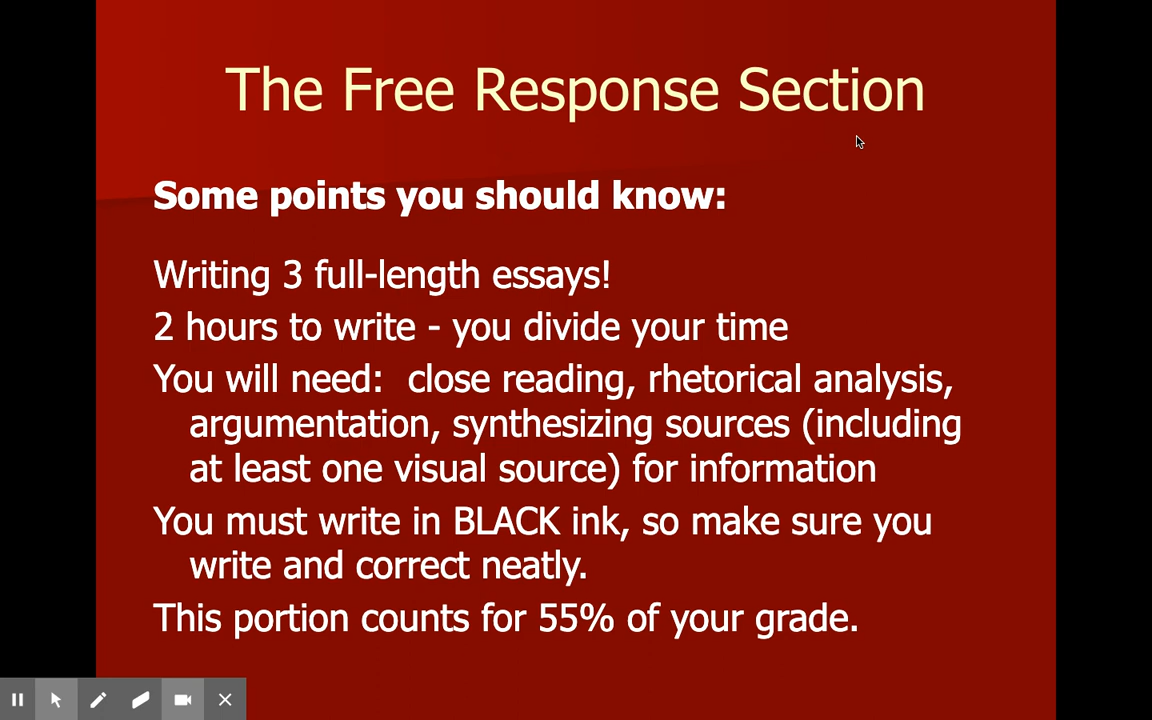 The Free Response Section
Some points you should know:
Writing 3 full-length essays!
2 hours to write - you divide your time
You will need:  close reading, rhetorical analysis,
argumentation, synthesizing sources (including
at least one visual source) for information
You must write in BLACK ink, so make sure you
write and correct neatly.
This portion counts for 55% of your grade.